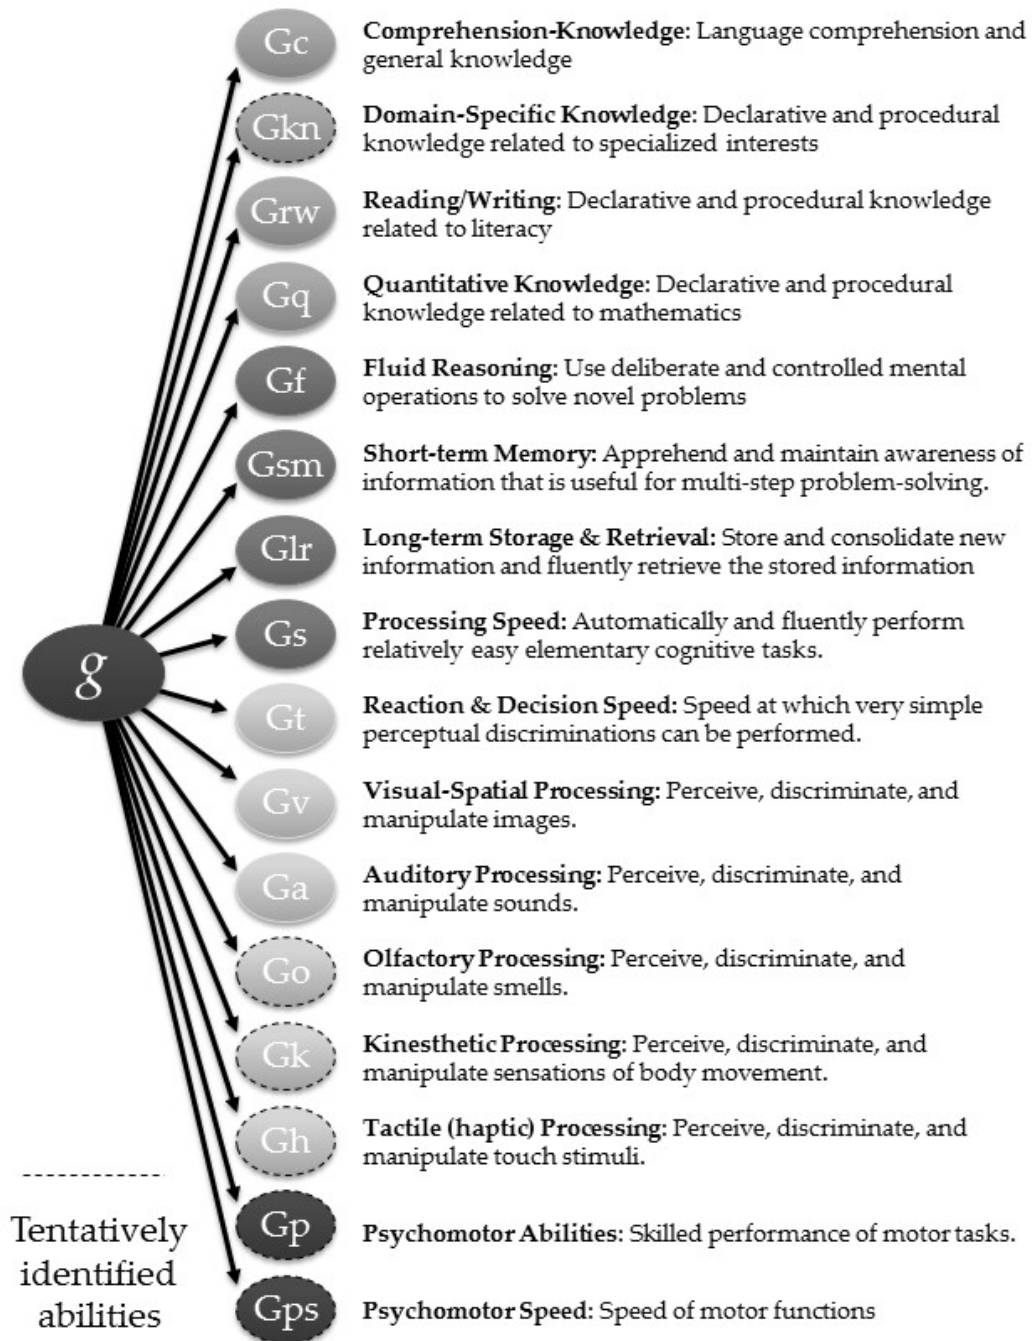 Gc
Comprehension-Knowledge: Language comprehension and
general knowledge
Gkn
Domain-Specific Knowledge: Declarative and procedural
knowledge related to specialized interests
Grw
Reading/Writing: Declarative and procedural knowledge
related to literacy
Gq
Quantitative Knowledge: Declarative and procedural
knowledge related to mathematics
Gf
Fluid Reasoning: Use deliberate and controlled mental
operations to solve novel problems
Gsm
Short-term Memory: Apprehend and maintain awareness of
information that is useful for multi-step problem-solving.
Glr
Long-term Storage & Retrieval: Store and consolidate new
information and fluently retrieve the stored information
g
Gs
Processing Speed: Automatically and fluently perform
relatively easy elementary cognitive tasks.
Gt
Reaction & Decision Speed: Speed at which very simple
perceptual discriminations can be performed.
Gv
Visual-Spatial Processing: Perceive, discriminate, and
manipulate images.
Ga
Auditory Processing: Perceive, discriminate, and
manipulate sounds.
Go
Olfactory Processing: Perceive, discriminate, and
manipulate smells.
Gk
Kinesthetic Processing: Perceive, discriminate, and
manipulate sensations of body movement.
Gh
Tactile (haptic) Processing: Perceive, discriminate, and
manipulate touch stimuli.
Gp
Psychomotor Abilities: Skilled performance of motor tasks.
Gps
Psychomotor Speed: Speed of motor functions
Tentatively
identified
abilities